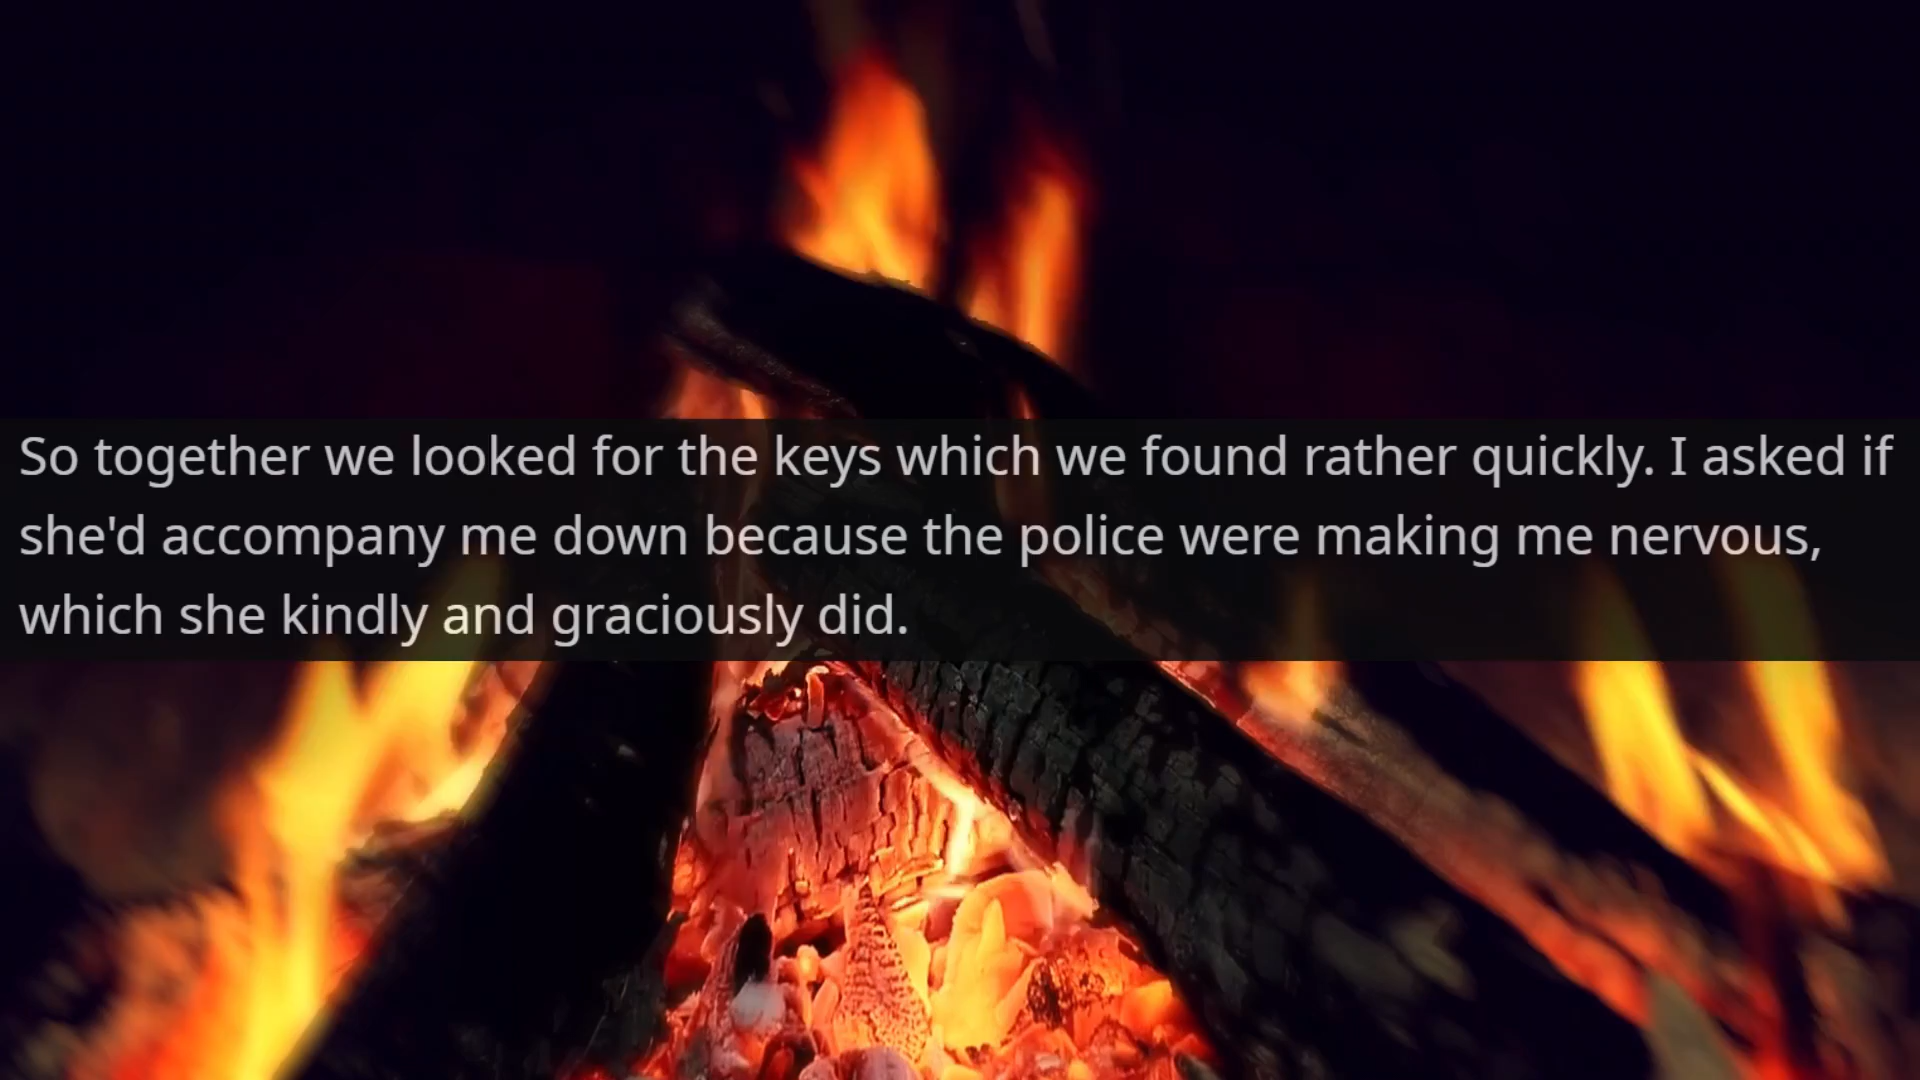 So together we looked for the keys which we found rather quickly. I asked if
she'd accompany me down because the police were making me nervous,
which she kindly and graciously did.